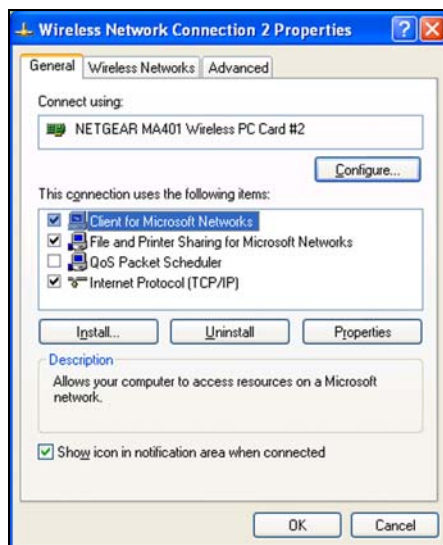 Wireless Network Connection 2 Properties
General Wireless Networks Advanced
Connect using:
NETGEAR MA401 Wireless PC Card #2
Configure...
This connection uses the following items:
Client for Microsoft Networks
File and Printer Sharing for Microsoft Networks
QoS Packet Scheduler
Internet Protocol (TCP/IP)
Install... Uninstall Properties
Description
Allows your computer to access resources on a Microsoft
network.
Show icon in notification area when connected
OK Cancel